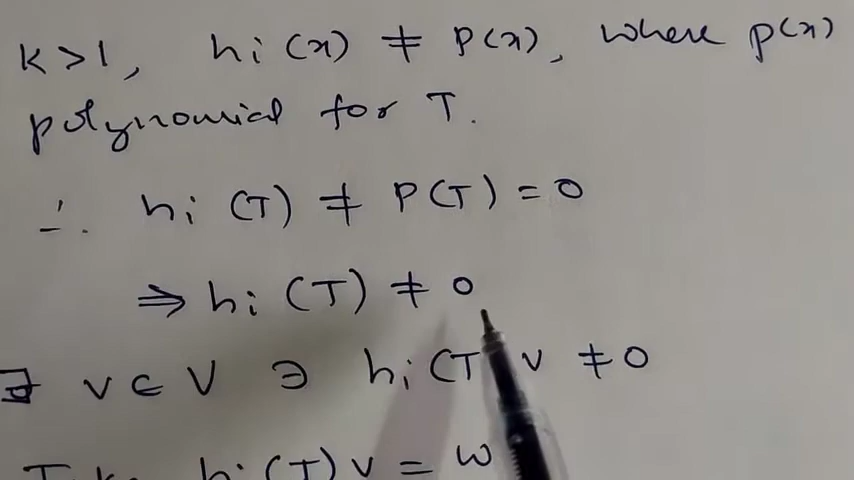 k > 1, hi(x) ≠ p(x), where p(x)
polynomial for T.
∴ hi (T) ≠ P(T) = 0
⇒ hi (T) ≠ 0
∃ v ∈ V ∋ hi (T) v ≠ 0
hi (T) v = w